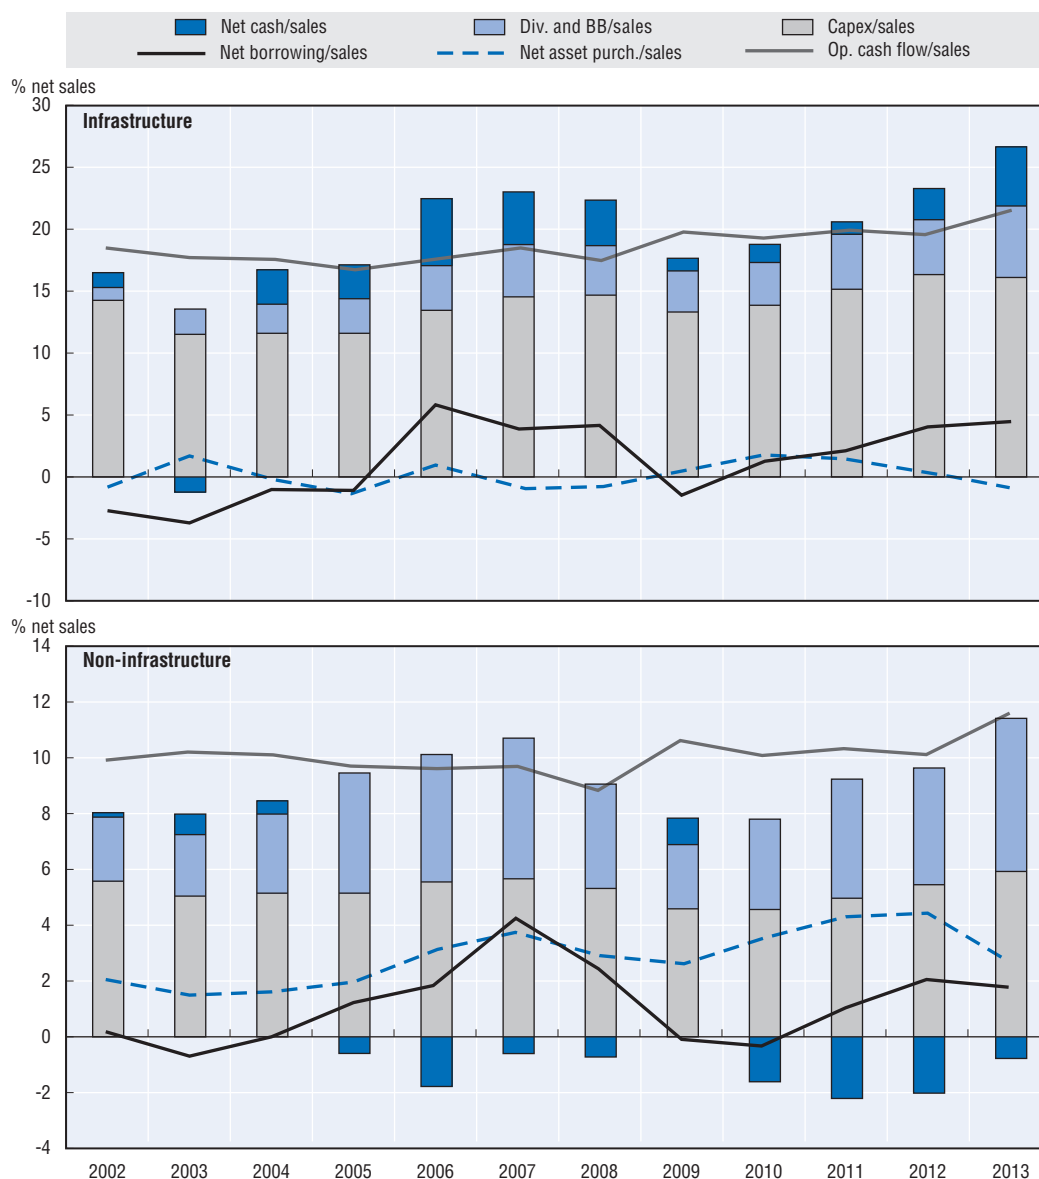 Net cash/sales Div. and BB/sales Capex/sales
Net borrowing/sales Net asset purch./sales Op. cash flow/sales
% net sales
Infrastructure
30
25
20
15
10
5
0
-5
-10
% net sales
Non-infrastructure
14
12
10
8
6
4
2
0
-2
-4
2002 2003 2004 2005 2006 2007 2008 2009 2010 2011 2012 2013